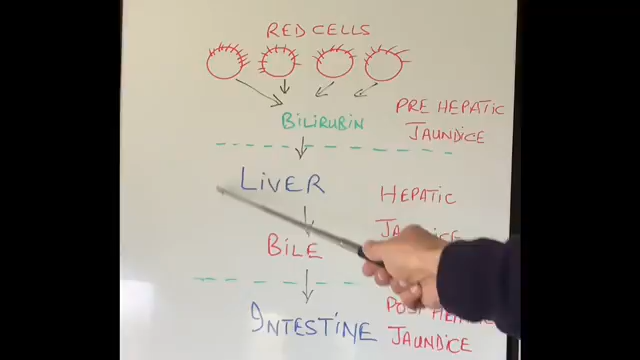 RED CELLS
BiLiRUBiN
PRE HEPATIC
JAUNDICE
LiVER
HEPATIC
BiLE
INTESTiNE
JAUNDICE